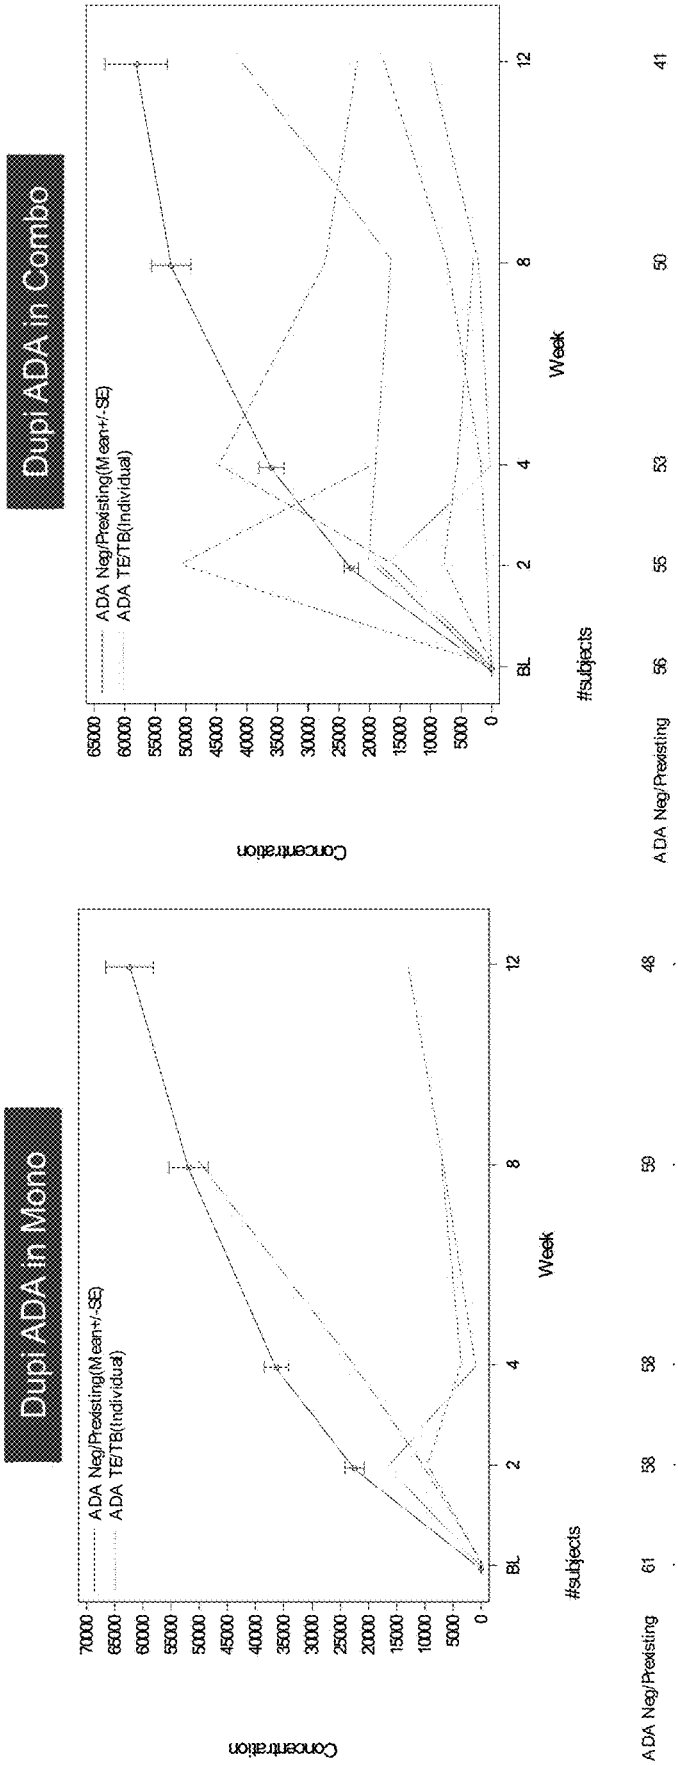 Dupi ADA in Mono
ADA Neg/Prexisting(Mean+/-SE)
ADA TE/TB(Individual)
Concentration
70000
65000
60000
55000
50000
45000
40000
35000
30000
25000
20000
15000
10000
5000
0
BL 2 4 8 12
Week
#subjects
ADA Neg/Prexisting 61 58 58 59 48
. . . . .
Dupi ADA in Combo
ADA Neg/Prexisting(Mean+/-SE)
ADA TE/TB(Individual)
Concentration
65000
60000
55000
50000
45000
40000
35000
30000
25000
20000
15000
10000
5000
0
BL 2 4 8 12
Week
#subjects
ADA Neg/Prexisting 56 55 53 50 41